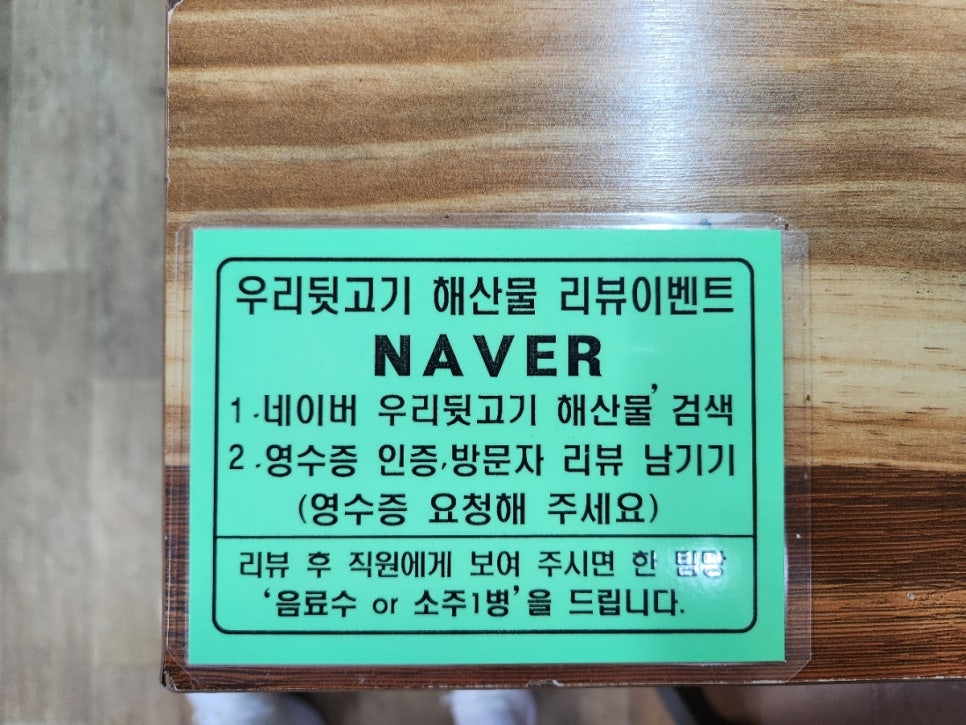 우리뒷고기 해산물 리뷰이벤트
NAVER
1.네이버 우리뒷고기 해산물' 검색
2.영수증 인증,방문자 리뷰 남기기
(영수증 요청해 주세요)
리뷰 후 직원에게 보여 주시면 한
'음료수 or 소주1병'을 드립니다.